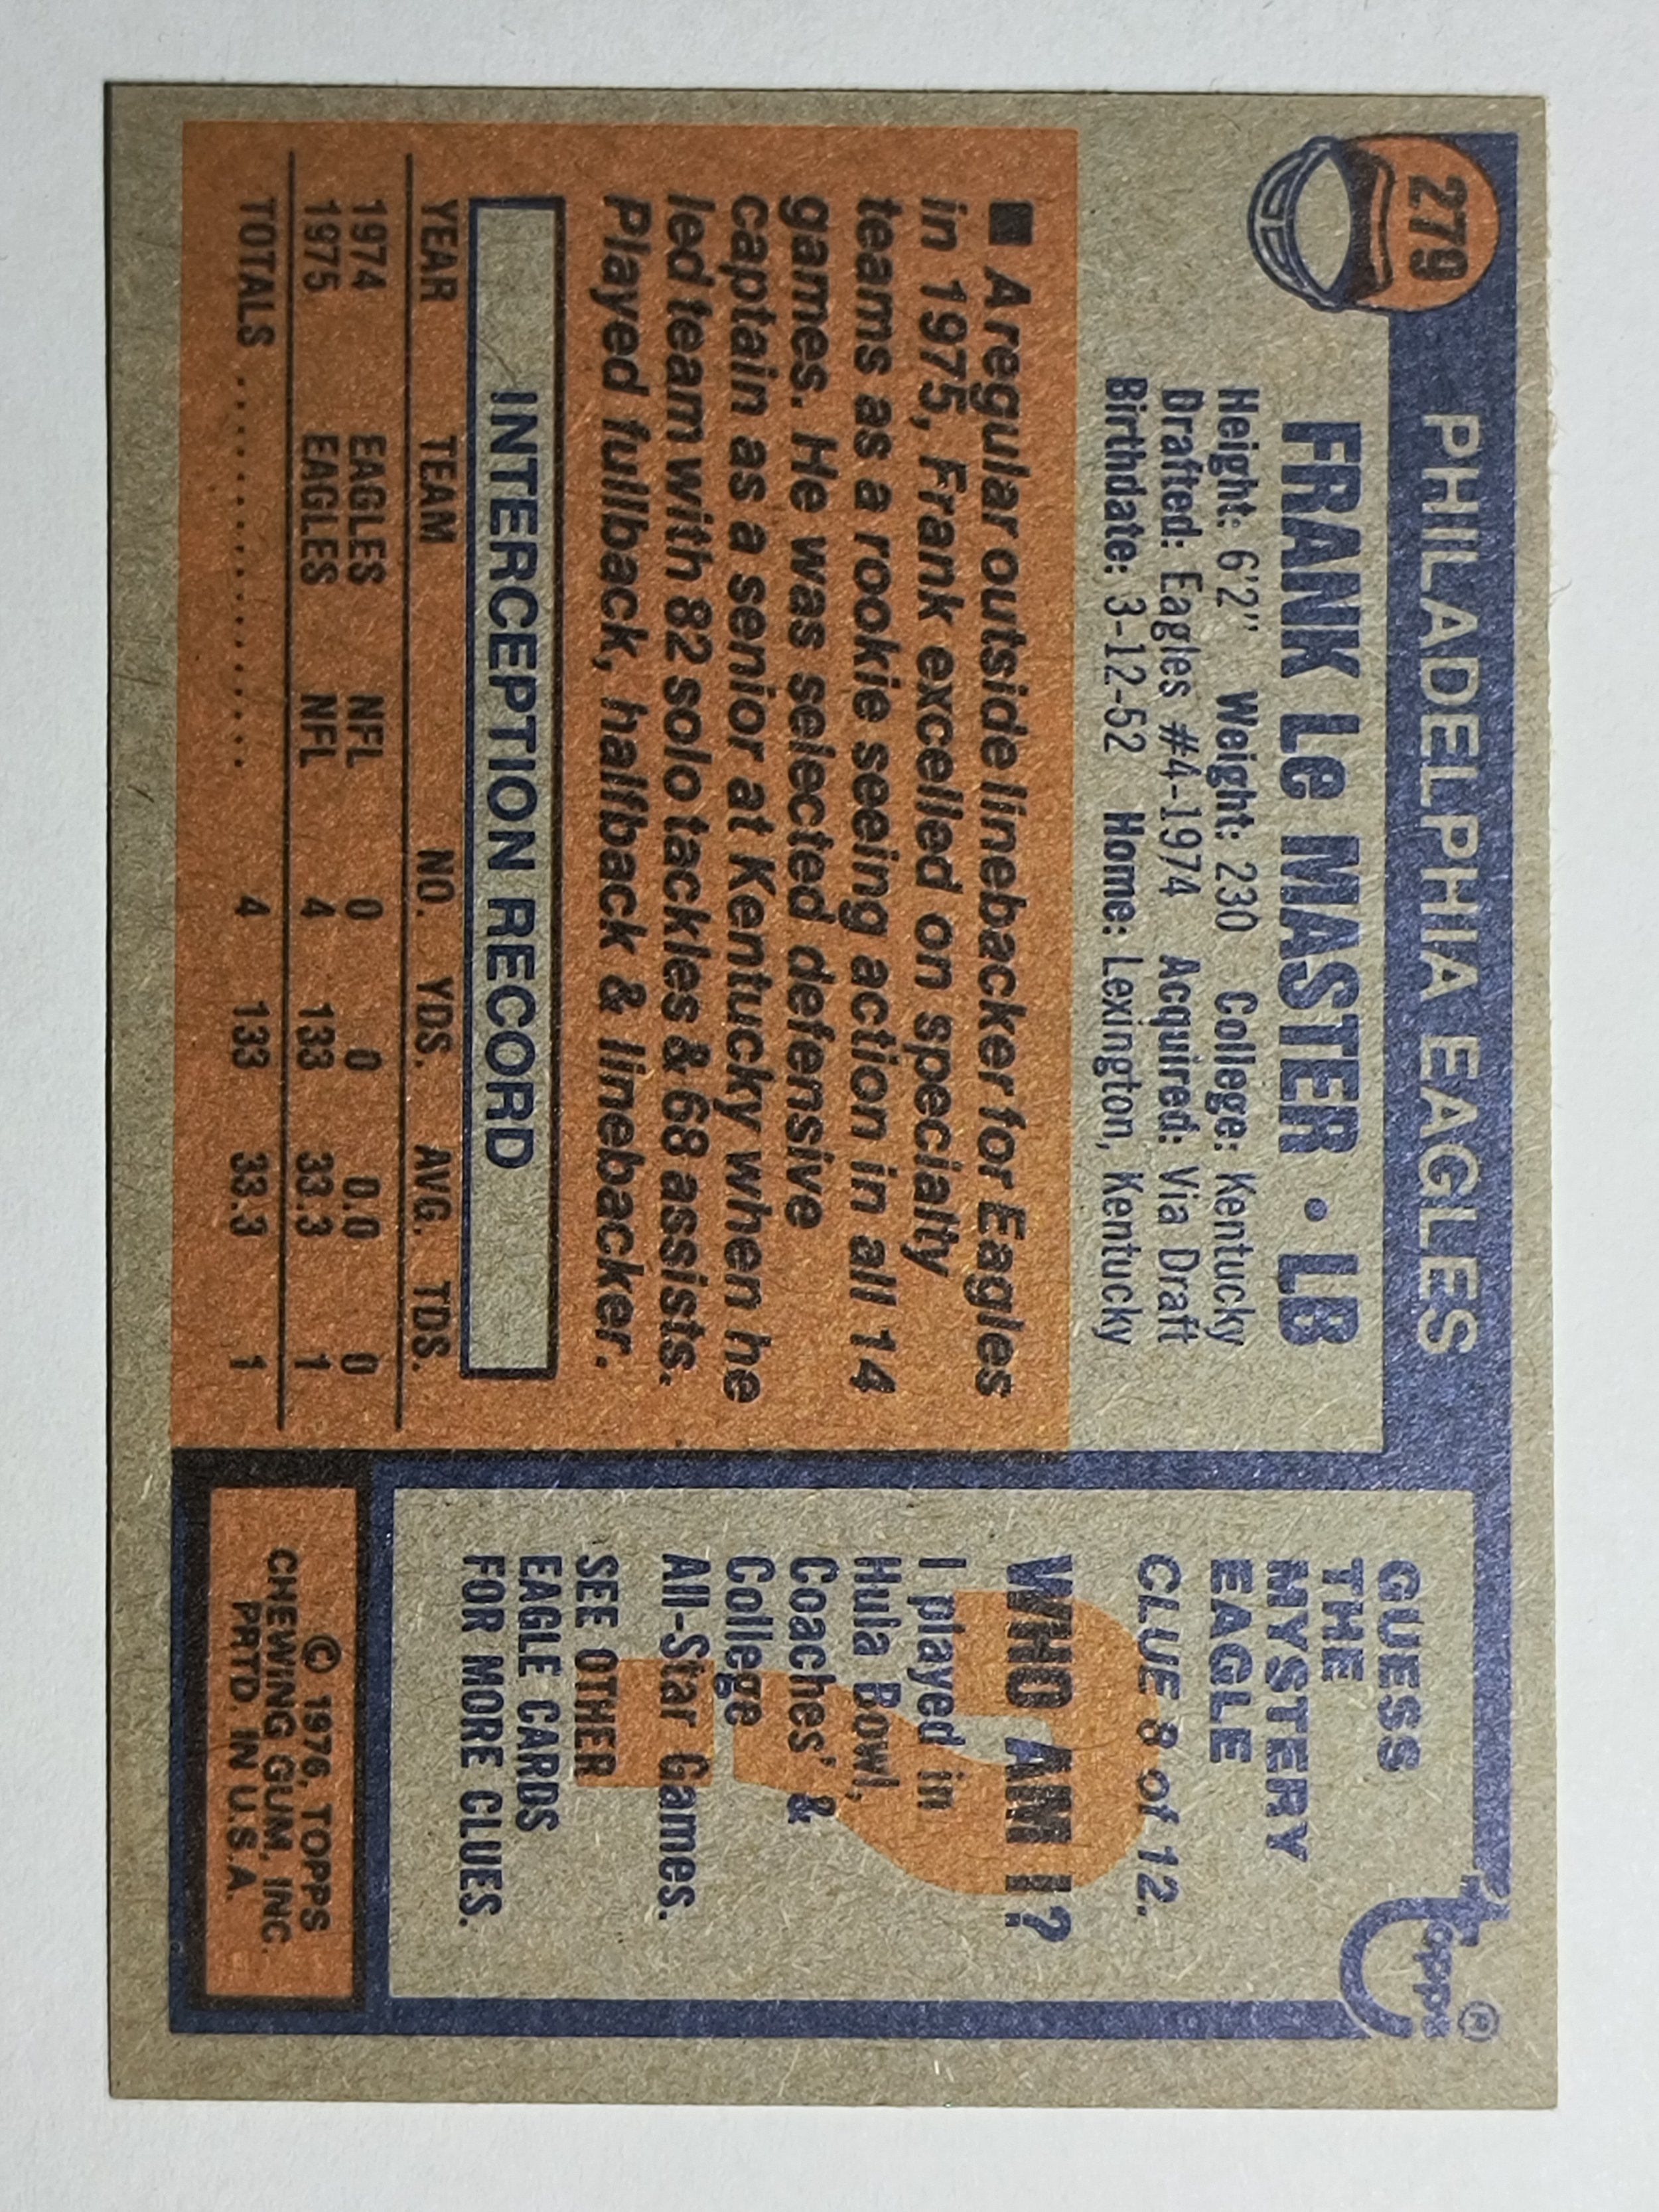 279
PHILADELPHIA EAGLES
Topps ®
FRANK Le MASTER • LB
Height: 6'2" Weight: 230 College: Kentucky
Drafted: Eagles #4-1974 Acquired: Via Draft
Birthdate: 3-12-52 Home: Lexington, Kentucky
■ A regular outside linebacker for Eagles
in 1975, Frank excelled on specialty
teams as a rookie seeing action in all 14
games. He was selected defensive
captain as a senior at Kentucky when he
led team with 82 solo tackles & 68 assists.
Played fullback, halfback & linebacker.
INTERCEPTION RECORD
YEAR TEAM NO. YDS. AVG. TDS.
1974 EAGLES NFL 0 0 0.0 0
1975 EAGLES NFL 4 133 33.3 1
TOTALS .................... 4 133 33.3 1
GUESS
THE
MYSTERY
EAGLE
CLUE 8 of 12.
WHO AM I?
I played in
Hula Bowl,
Coaches' &
College
All-Star Games.
SEE OTHER
EAGLE CARDS
FOR MORE CLUES.
© 1976, TOPPS
CHEWING GUM, INC.
PRTD. IN U.S.A.